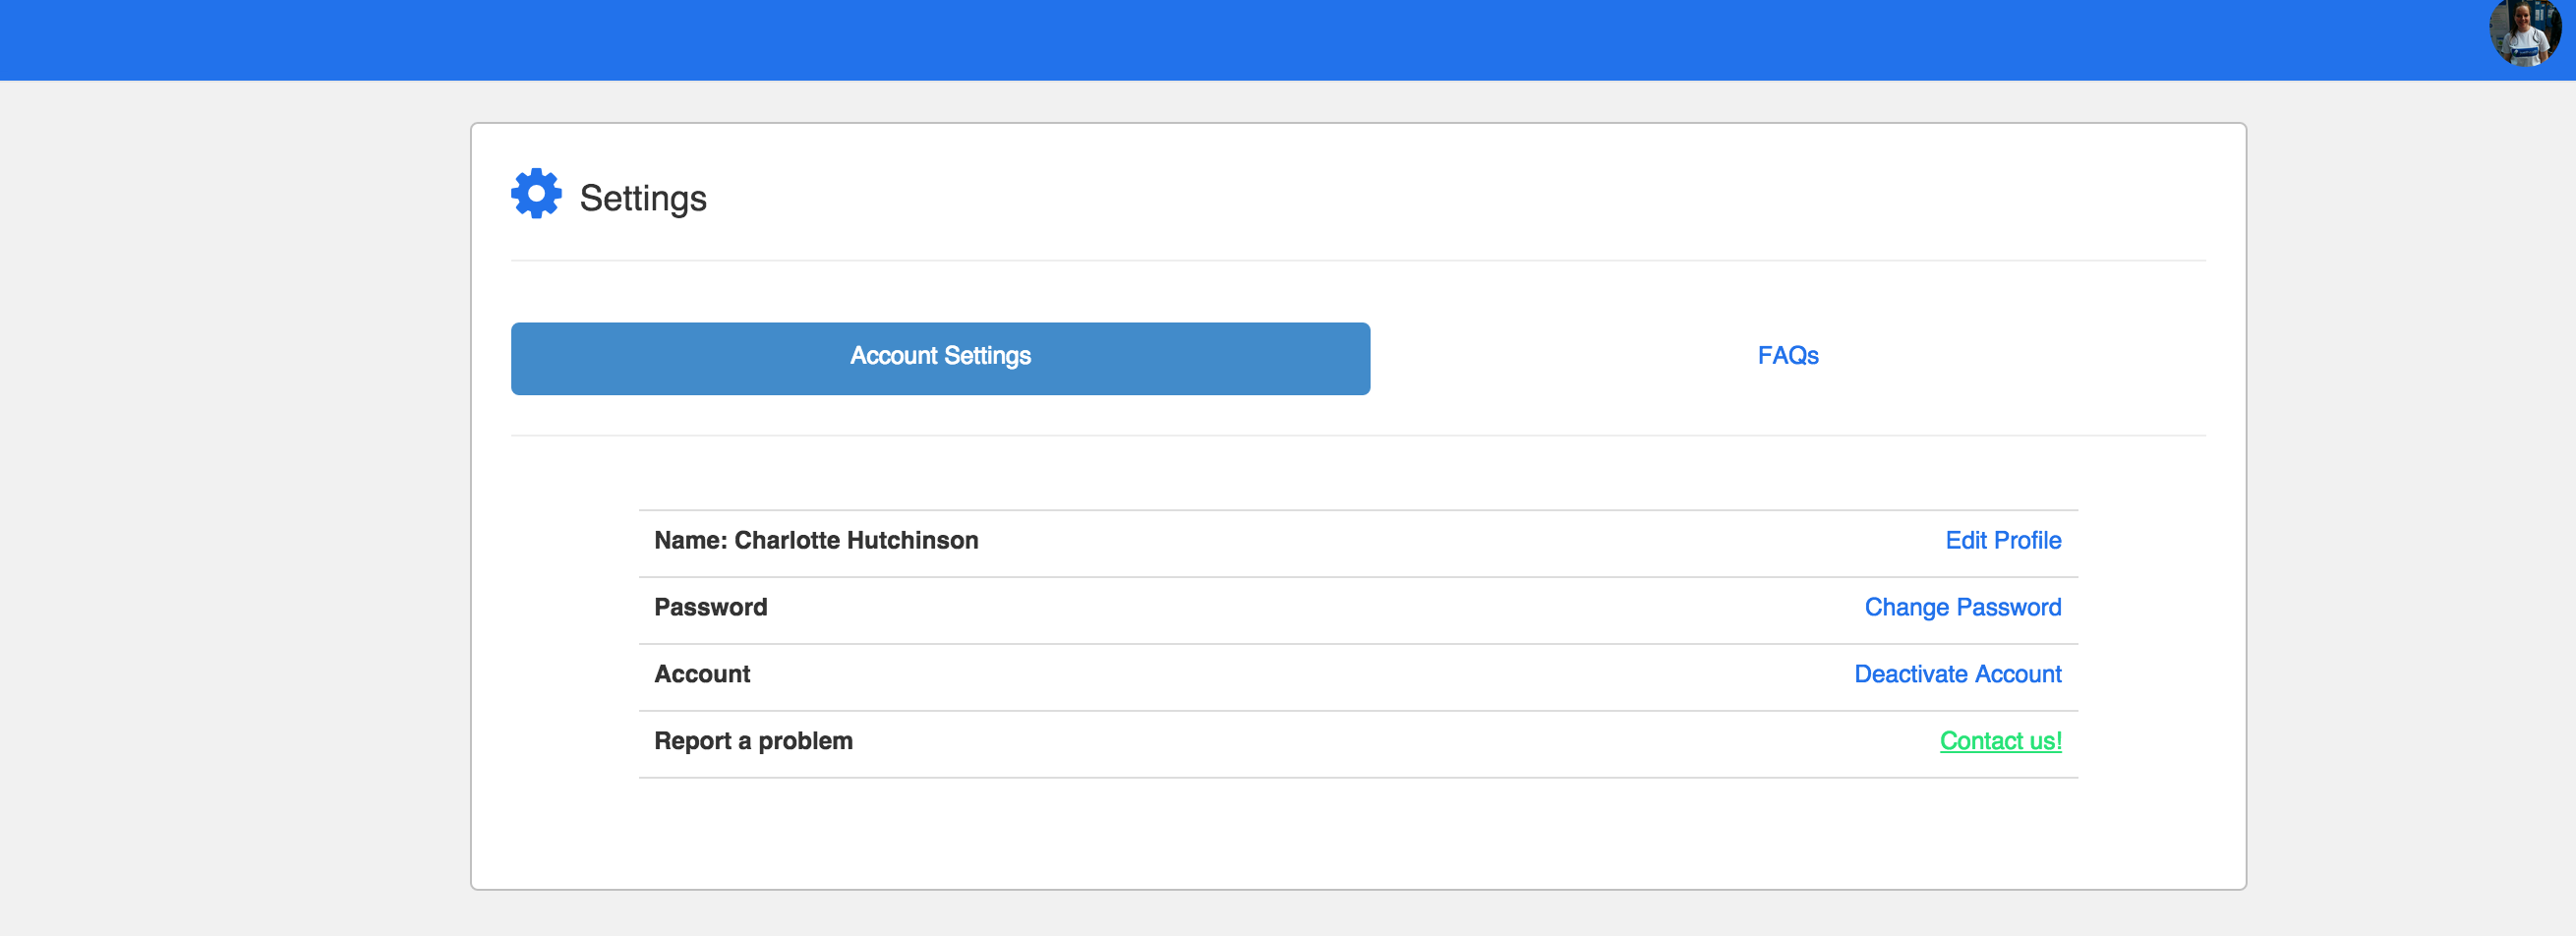 Settings
Account Settings
FAQs
Name: Charlotte Hutchinson
Edit Profile
Password
Change Password
Account
Deactivate Account
Report a problem
Contact us!